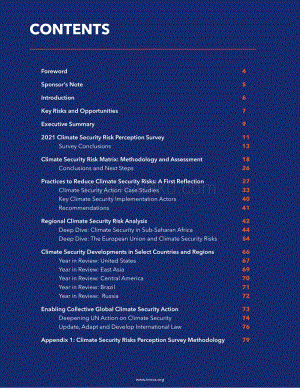 CONTENTS
Foreword 4
Sponsor's Note 5
Introduction 6
Key Risks and Opportunities 7
Executive Summary 9
2021 Climate Security Risk Perception Survey 11
Survey Conclusions 13
Climate Security Risk Matrix: Methodology and Assessment 18
Conclusions and Next Steps 26
Practices to Reduce Climate Security Risks: A First Reflection 27
Climate Security Action: Case Studies 33
Key Climate Security Implementation Actors 40
Recommendations 41
Regional Climate Security Risk Analysis 42
Deep Dive: Climate Security in Sub-Saharan Africa 44
Deep Dive: The European Union and Climate Security Risks 54
Climate Security Developments in Select Countries and Regions 66
Year in Review: United States 67
Year in Review: East Asia 69
Year in Review: Central America 70
Year in Review: Brazil 71
Year in Review: Russia 72
Enabling Collective Global Climate Security Action 73
Deepening UN Action on Climate Security 74
Update, Adapt and Develop International Law 76
Appendix 1: Climate Security Risks Perception Survey Methodology 79
www.imccs.org